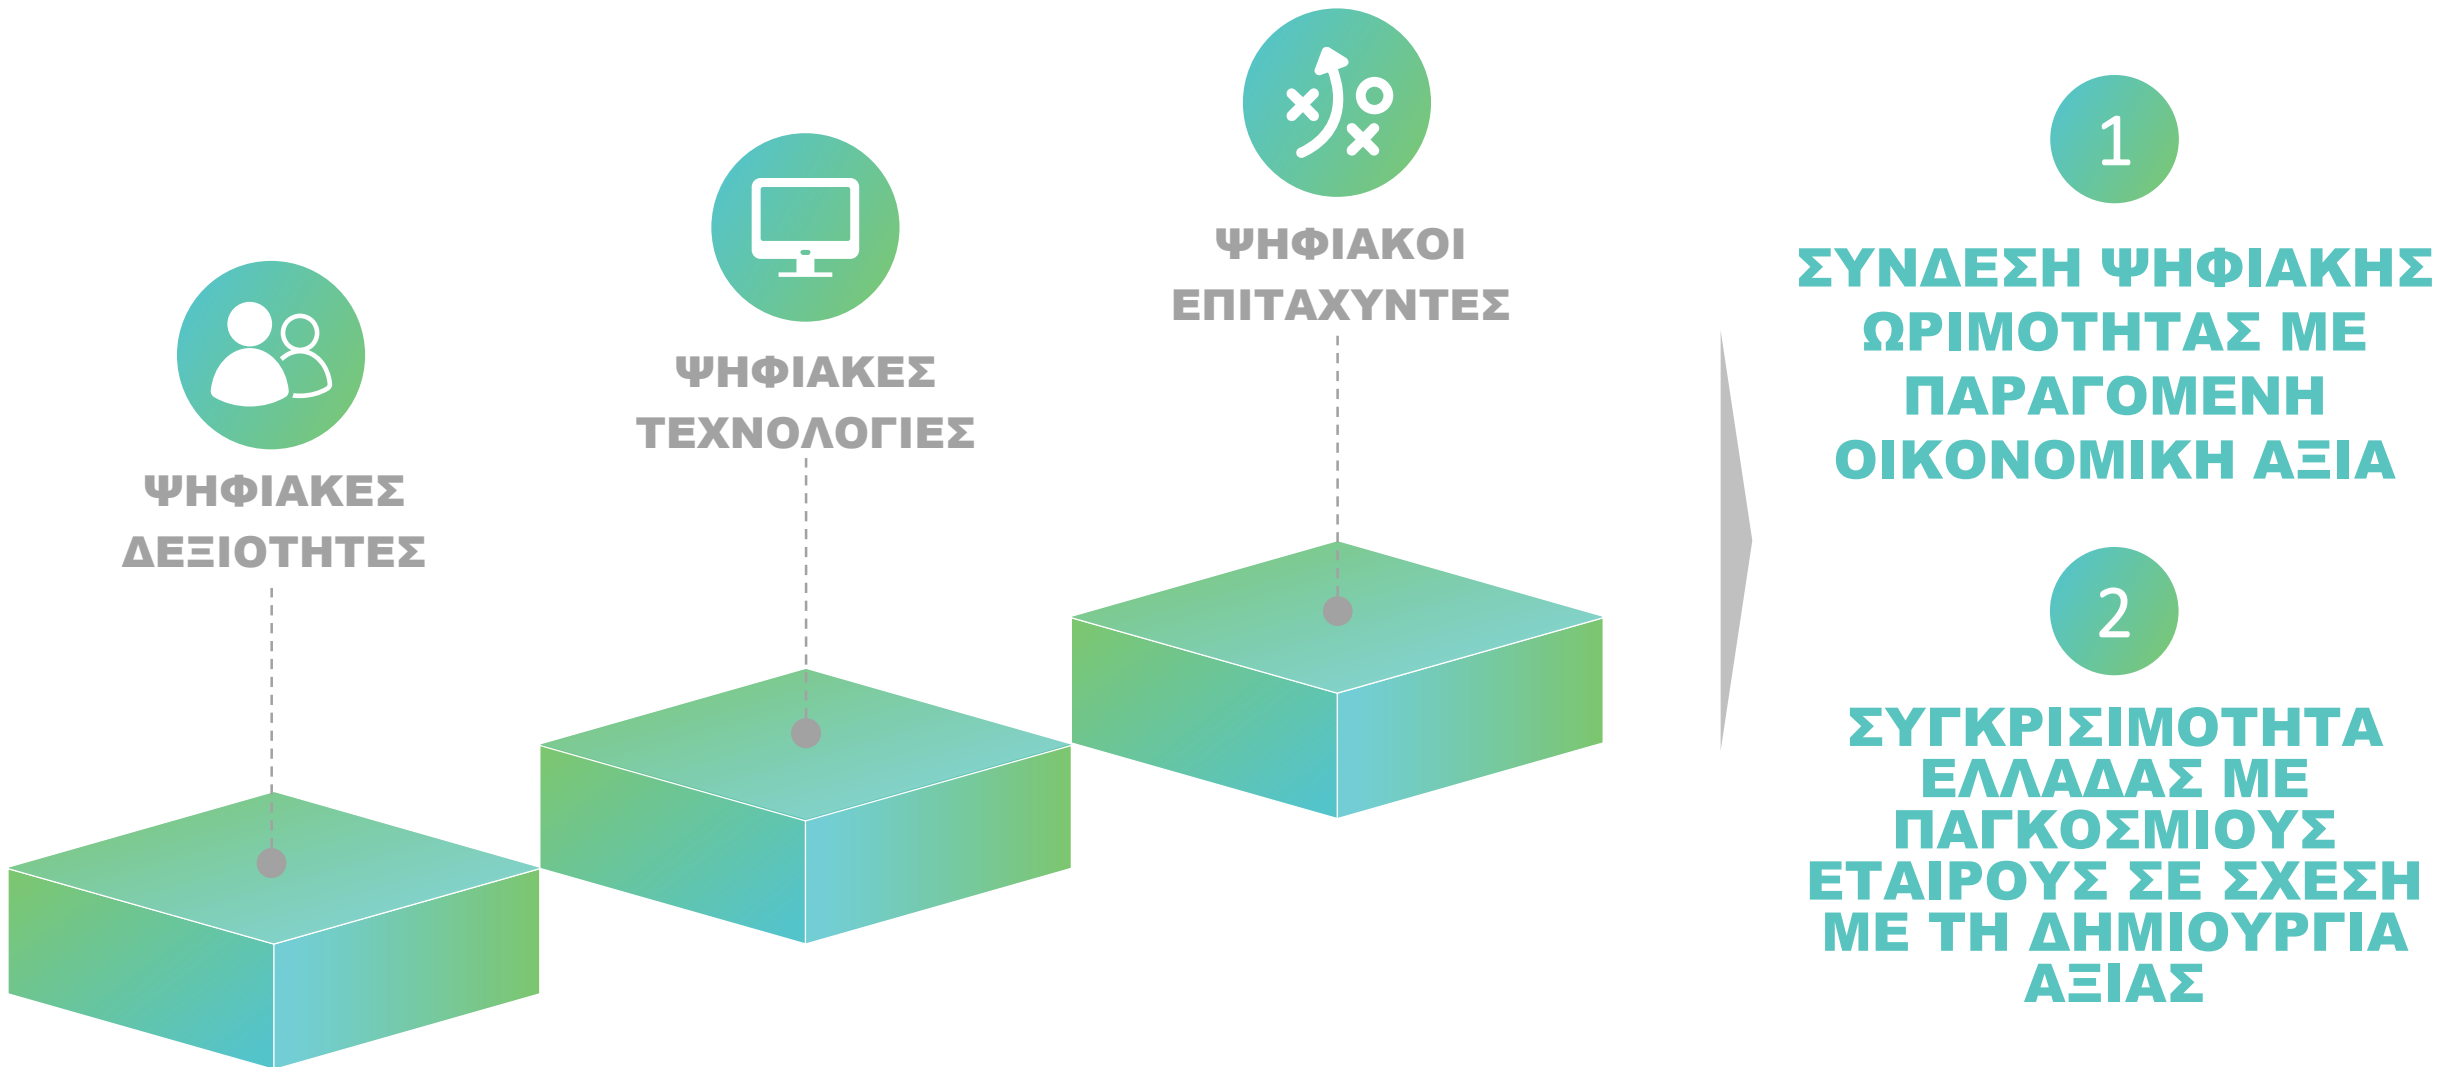 ΨΗΦΙΑΚΕΣ
ΔΕΞΙΟΤΗΤΕΣ
ΨΗΦΙΑΚΕΣ
ΤΕΧΝΟΛΟΓΙΕΣ
ΨΗΦΙΑΚΟΙ
ΕΠΙΤΑΧΥΝΤΕΣ
1
ΣΥΝΔΕΣΗ ΨΗΦΙΑΚΗΣ
ΩΡΙΜΟΤΗΤΑΣ ΜΕ
ΠΑΡΑΓΟΜΕΝΗ
ΟΙΚΟΝΟΜΙΚΗ ΑΞΙΑ
2
ΣΥΓΚΡΙΣΙΜΟΤΗΤΑ
ΕΛΛΑΔΑΣ ΜΕ
ΠΑΓΚΟΣΜΙΟΥΣ
ΕΤΑΙΡΟΥΣ ΣΕ ΣΧΕΣΗ
ΜΕ ΤΗ ΔΗΜΙΟΥΡΓΙΑ
ΑΞΙΑΣ